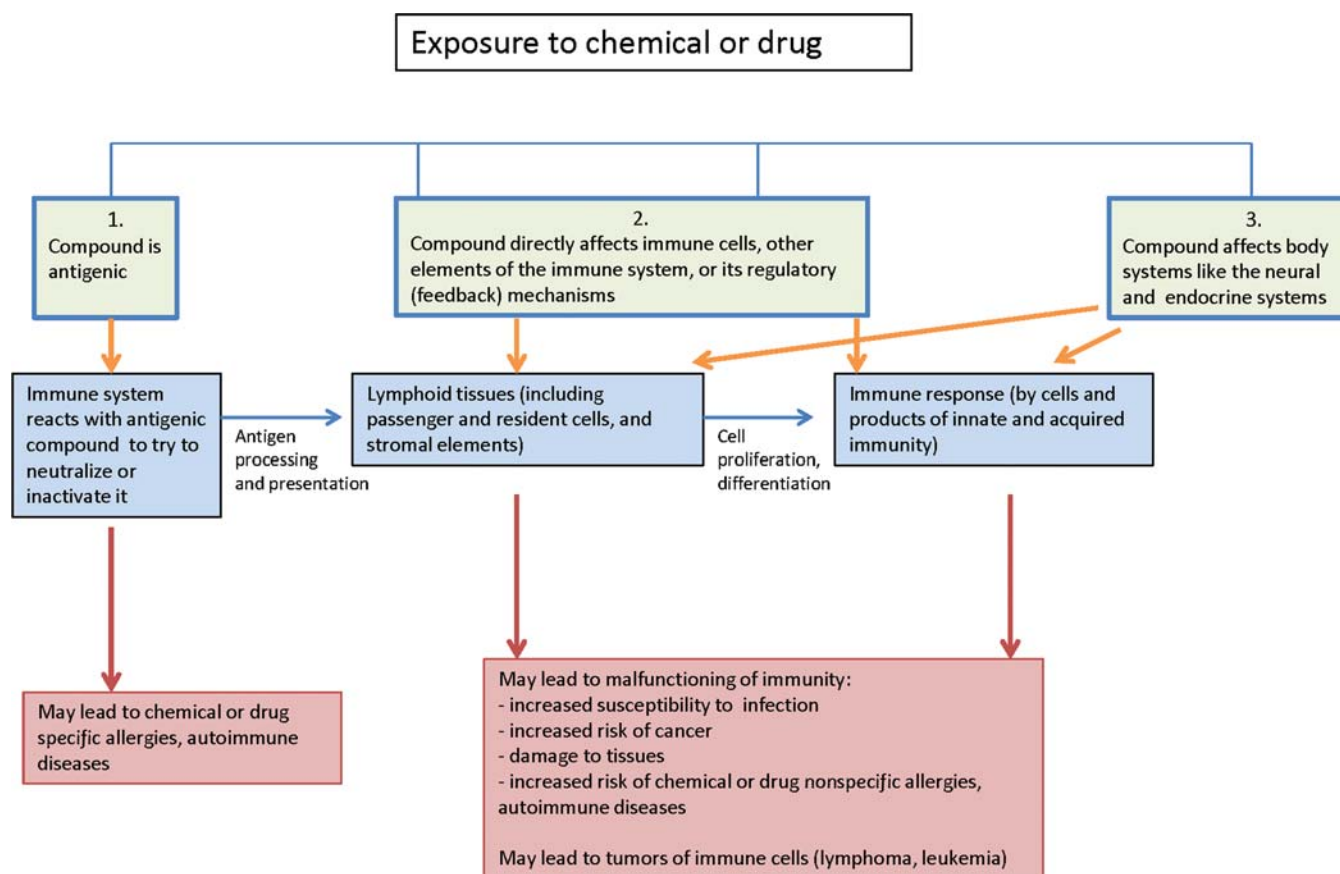 Exposure to chemical or drug
1.
Compound is
antigenic
2.
Compound directly affects immune cells, other
elements of the immune system, or its regulatory
(feedback) mechanisms
3.
Compound affects body
systems like the neural
and endocrine systems
Immune system
reacts with antigenic
compound to try to
neutralize or
inactivate it
Antigen
processing
and presentation
Lymphoid tissues (including
passenger and resident cells, and
stromal elements)
Cell
proliferation,
differentiation
Immune response (by cells and
products of innate and acquired
immunity)
May lead to chemical or drug
specific allergies, autoimmune
diseases
May lead to malfunctioning of immunity:
- increased susceptibility to infection
- increased risk of cancer
- damage to tissues
- increased risk of chemical or drug nonspecific allergies,
autoimmune diseases
May lead to tumors of immune cells (lymphoma, leukemia)